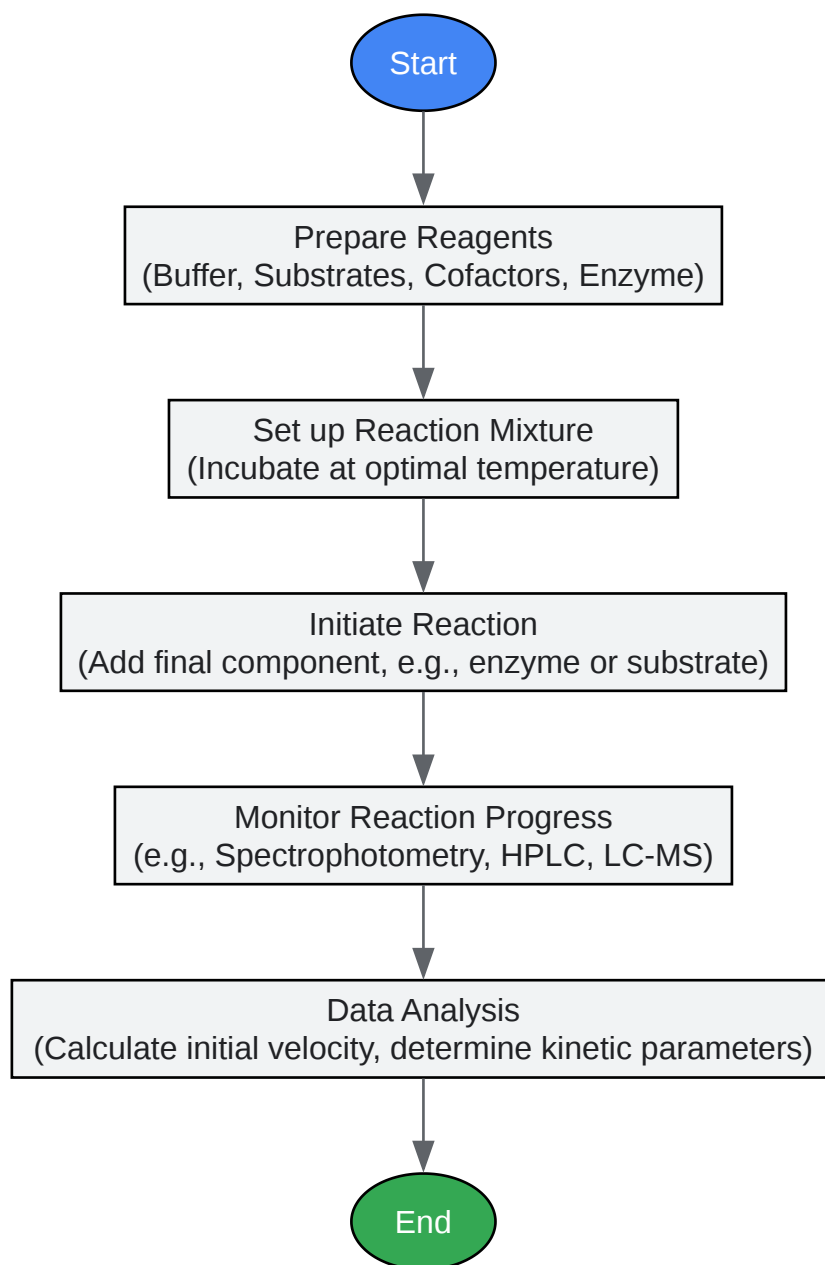 Start
Prepare Reagents
(Buffer, Substrates, Cofactors, Enzyme)
Set up Reaction Mixture
(Incubate at optimal temperature)
Initiate Reaction
(Add final component, e.g., enzyme or substrate)
Monitor Reaction Progress
(e.g., Spectrophotometry, HPLC, LC-MS)
Data Analysis
(Calculate initial velocity, determine kinetic parameters)
End